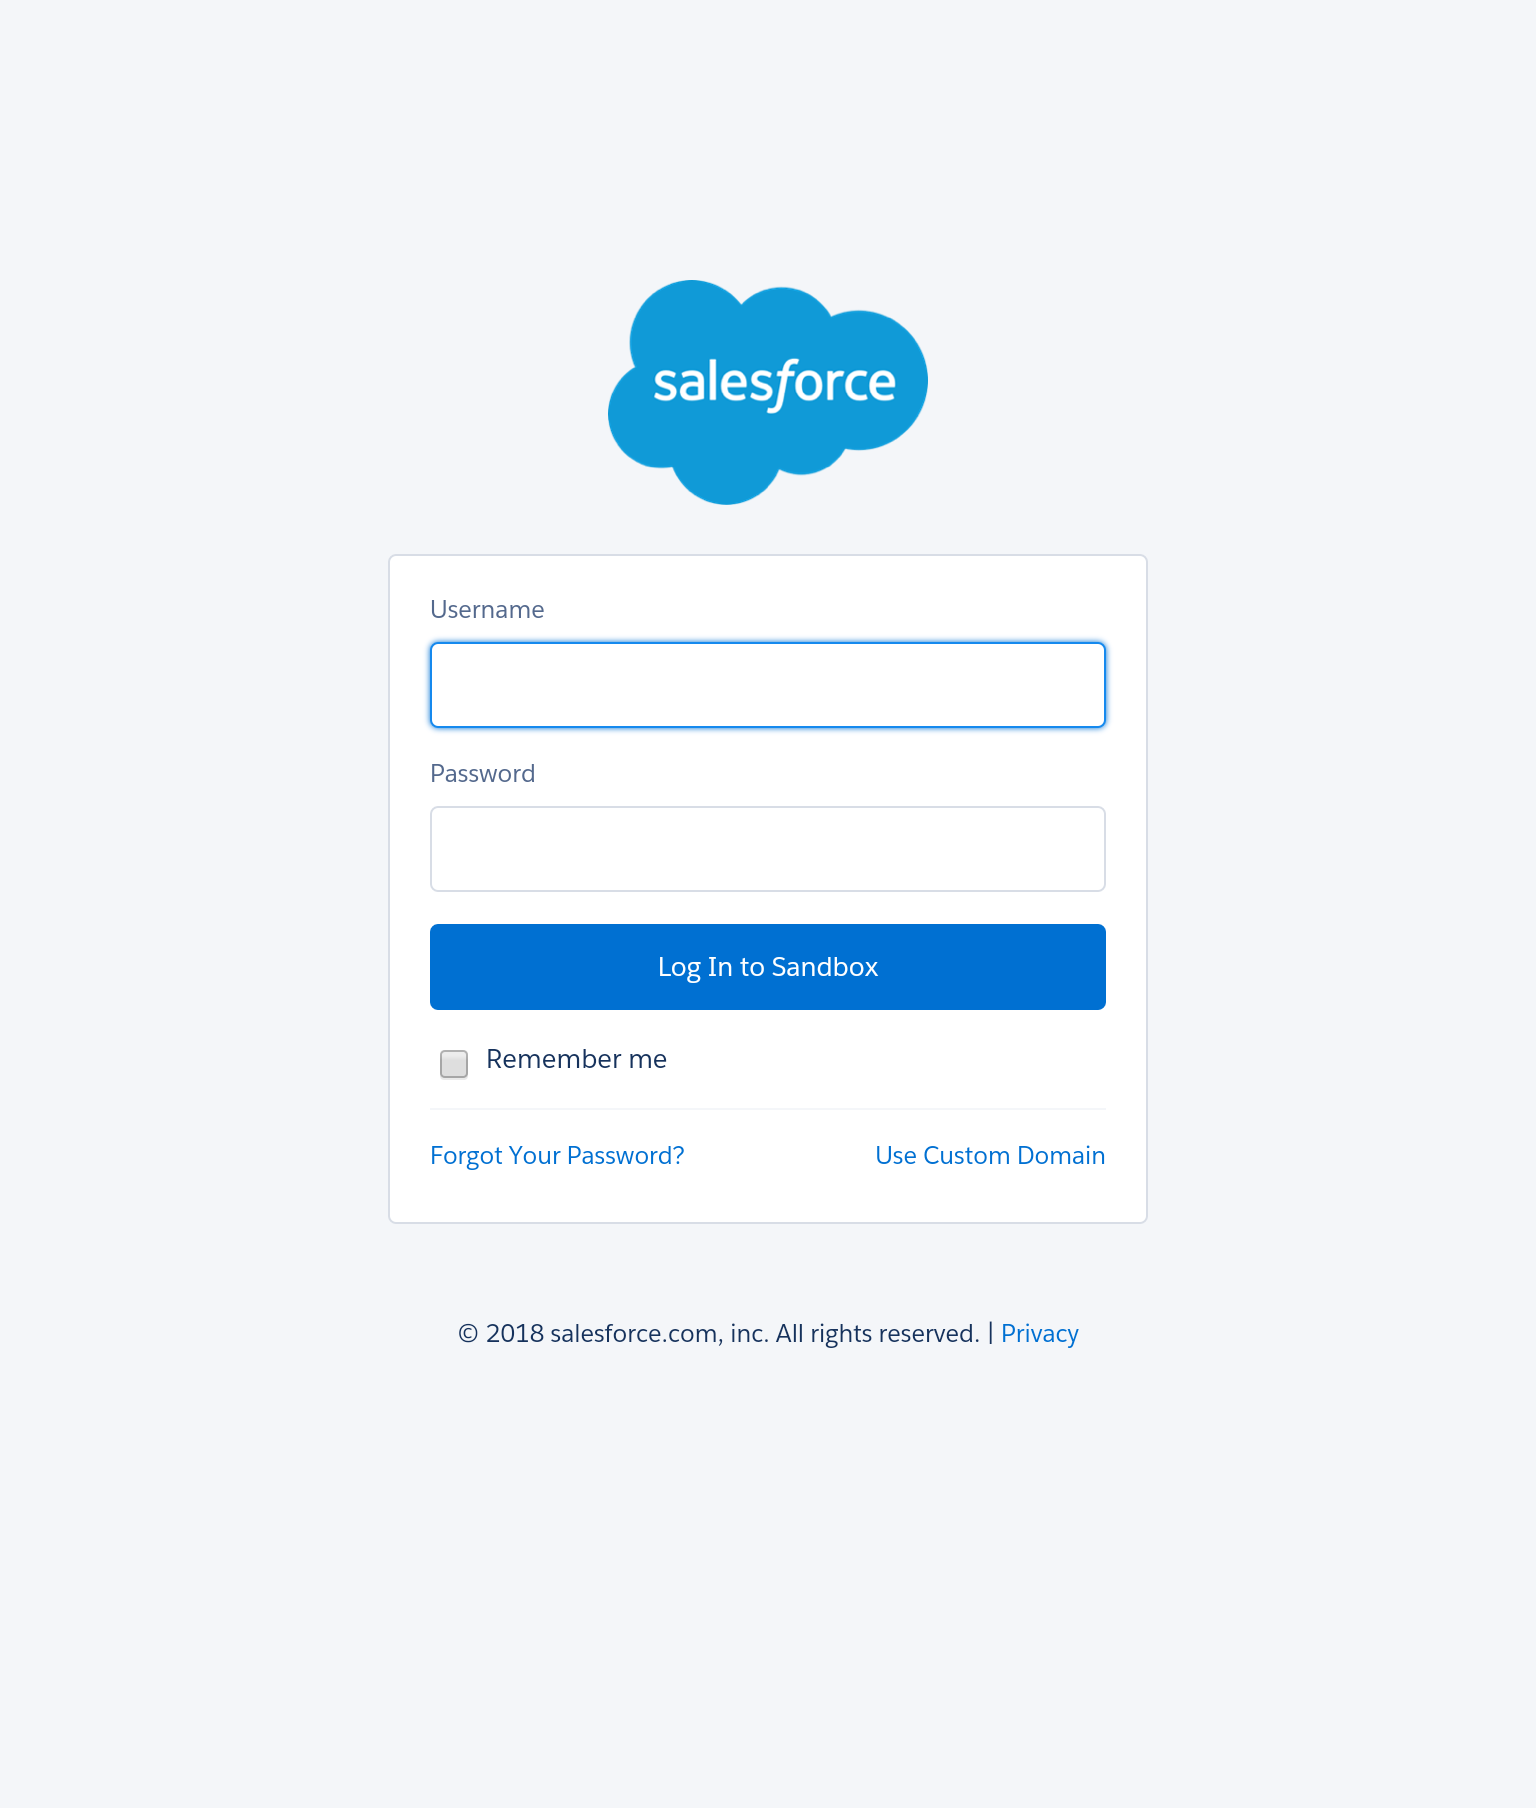 salesforce
Username
Password
Log In to Sandbox
Remember me
Forgot Your Password? Use Custom Domain
© 2018 salesforce.com, inc. All rights reserved. | Privacy